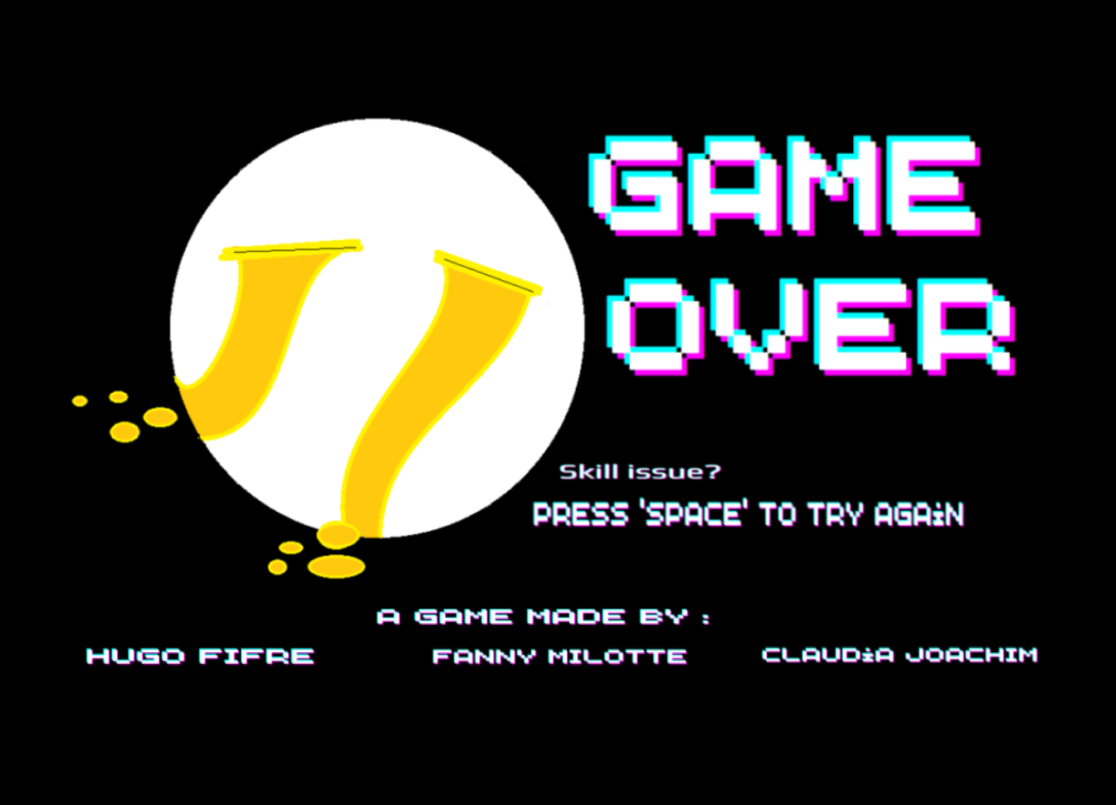 GAME
OVER
Skill issue?
PRESS 'SPACE' TO TRY AGAiN
A GAME MADE BY :
HUGO FIFRE
FANNY MILOTTE
CLAUDiA JOACHIM